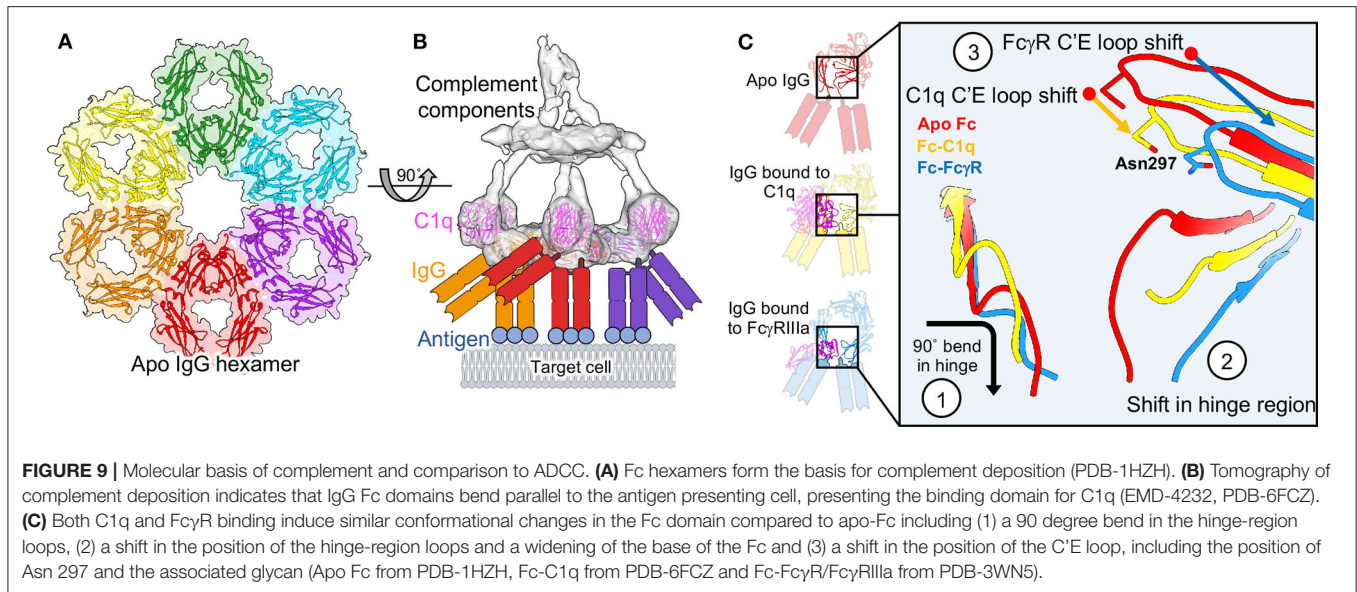 A
Apo IgG hexamer
90˚
B
Complement
components
C1q
IgG
Antigen
Target cell
C
Apo IgG
IgG bound to
C1q
IgG bound
to FcγRIIIa
3
FcγR C'E loop shift
C1q C'E loop shift
Apo Fc
Fc-C1q
Fc-FcγR
Asn297
90˚ bend
in hinge
1
2
Shift in hinge region
FIGURE 9 | Molecular basis of complement and comparison to ADCC. (A) Fc hexamers form the basis for complement deposition (PDB-1HZH). (B) Tomography of
complement deposition indicates that IgG Fc domains bend parallel to the antigen presenting cell, presenting the binding domain for C1q (EMD-4232, PDB-6FCZ).
(C) Both C1q and FcγR binding induce similar conformational changes in the Fc domain compared to apo-Fc including (1) a 90 degree bend in the hinge-region
loops, (2) a shift in the position of the hinge-region loops and a widening of the base of the Fc and (3) a shift in the position of the C'E loop, including the position of
Asn 297 and the associated glycan (Apo Fc from PDB-1HZH, Fc-C1q from PDB-6FCZ and Fc-FcγR/FcγRIIIa from PDB-3WN5).